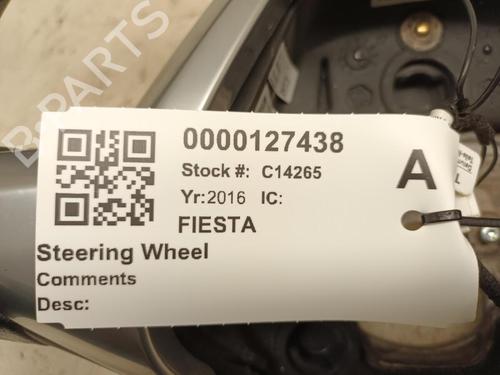 B-PARTS
0000127438
Stock #: C14265
Yr:2016 IC:
FIESTA
A
Steering Wheel
Comments
Desc:
L